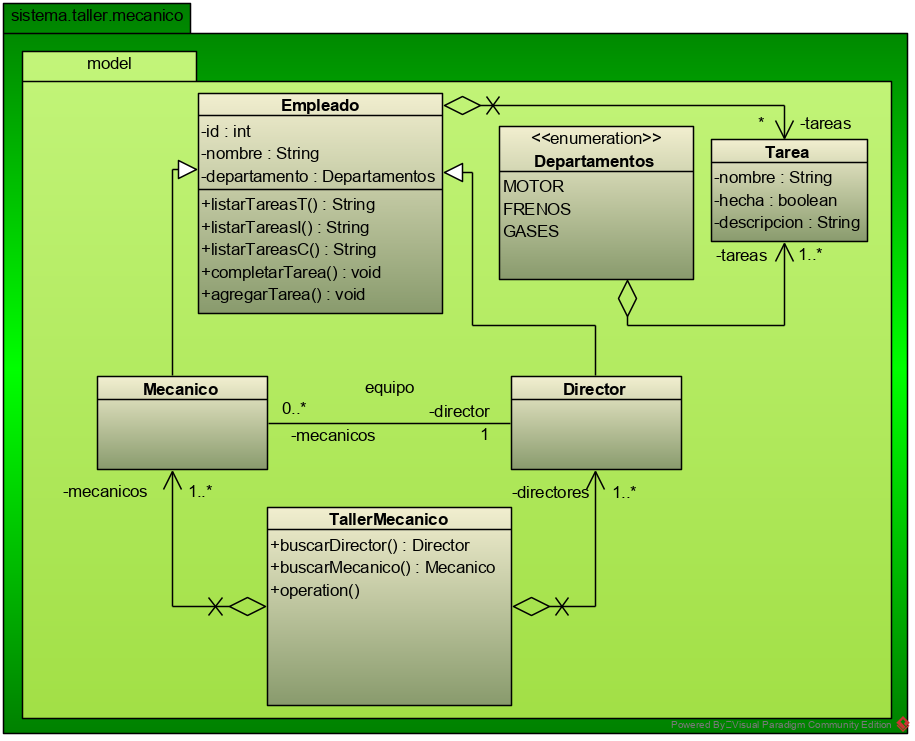 sistema.taller.mecanico
model
Empleado
-id : int
-nombre : String
-departamento : Departamentos
+listarTareasT() : String
+listarTareasI() : String
+listarTareasC() : String
+completarTarea() : void
+agregarTarea() : void
<<enumeration>>
Departamentos
MOTOR
FRENOS
GASES
* -tareas
Tarea
-nombre : String
-hecha : boolean
-descripcion : String
-tareas 1..*
Mecanico
equipo
0..* -director
-mecanicos 1
Director
-mecanicos 1..*
-directores 1..*
TallerMecanico
+buscarDirector() : Director
+buscarMecanico() : Mecanico
+operation()
Powered By Visual Paradigm Community Edition